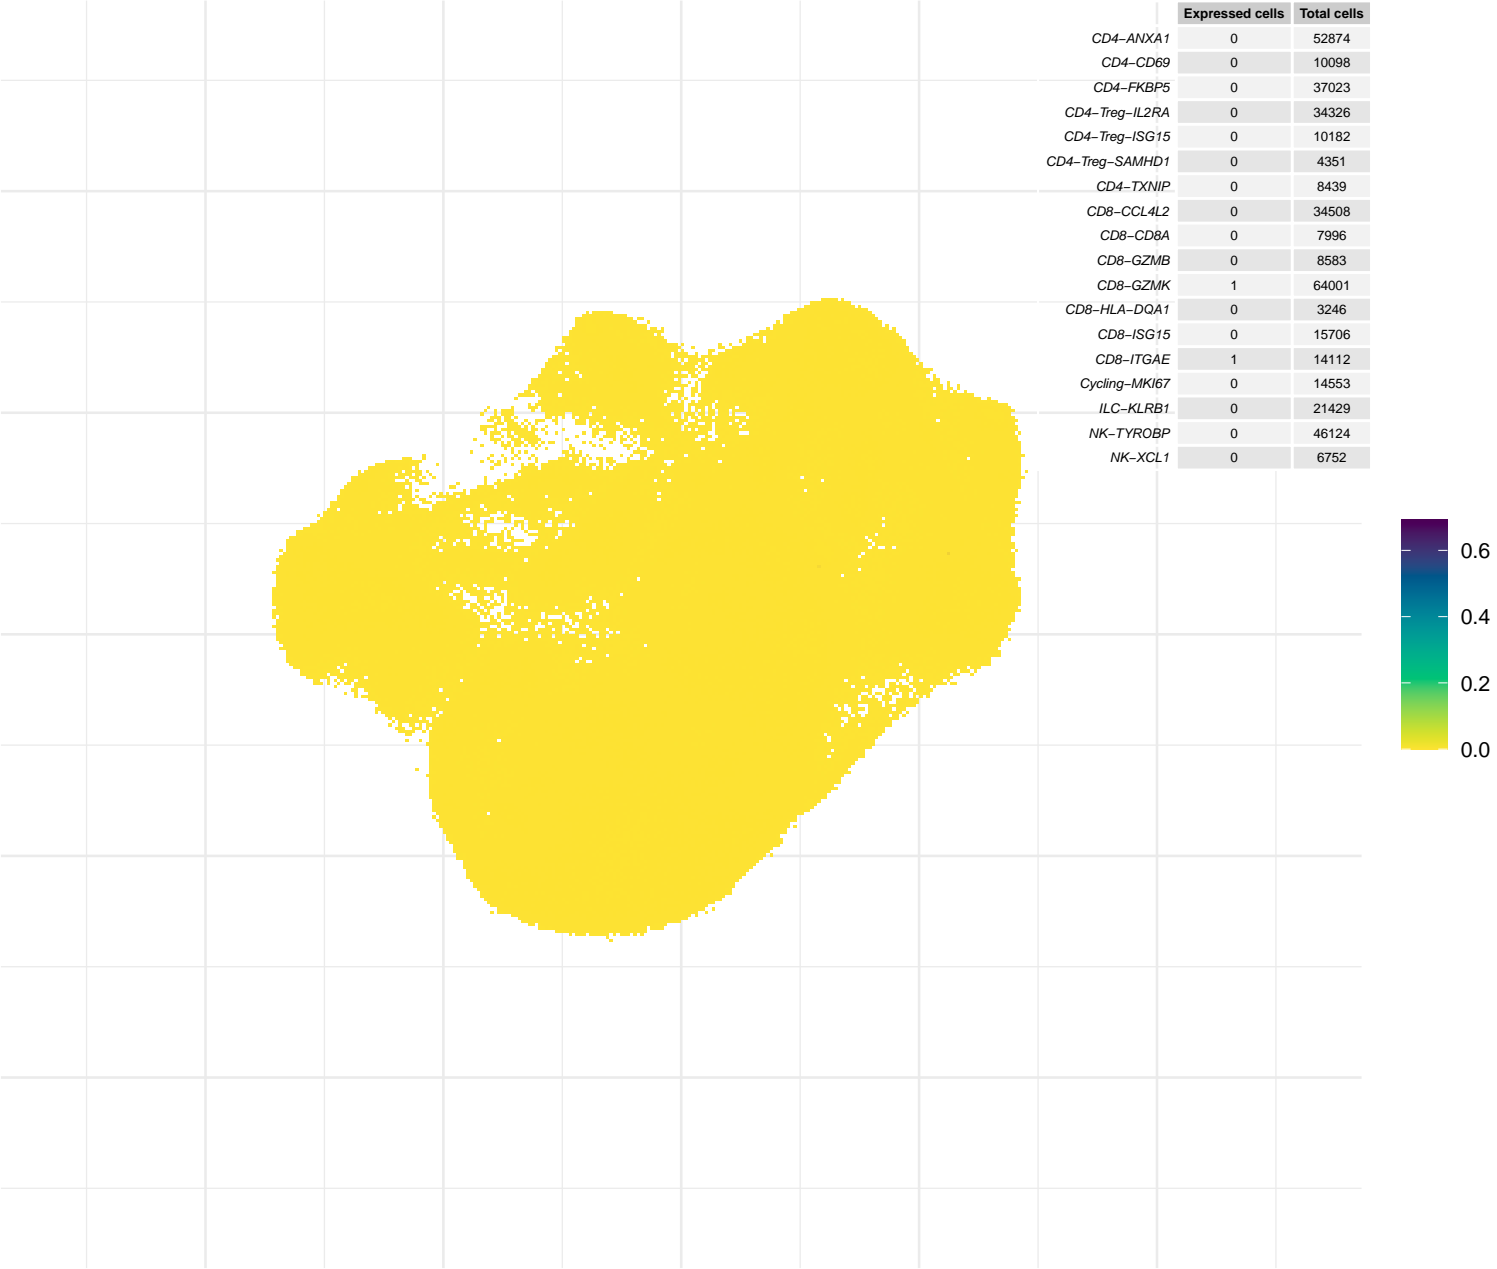 Expressed cells Total cells
CD4−ANXA1 0 52874
CD4−CD69 0 10098
CD4−FKBP5 0 37023
CD4−Treg−IL2RA 0 34326
CD4−Treg−ISG15 0 10182
CD4−Treg−SAMHD1 0 4351
CD4−TXNIP 0 8439
CD8−CCL4L2 0 34508
CD8−CD8A 0 7996
CD8−GZMB 0 8583
CD8−GZMK 1 64001
CD8−HLA−DQA1 0 3246
CD8−ISG15 0 15706
CD8−ITGAE 1 14112
Cycling−MKI67 0 14553
ILC−KLRB1 0 21429
NK−TYROBP 0 46124
NK−XCL1 0 6752
0.6
0.4
0.2
0.0